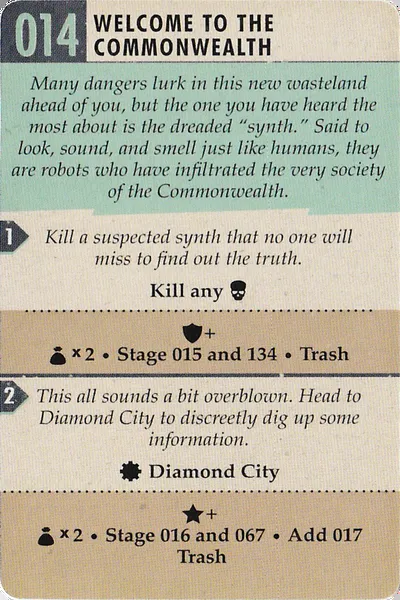 014 WELCOME TO THE
COMMONWEALTH
Many dangers lurk in this new wasteland
ahead of you, but the one you have heard the
most about is the dreaded “synth.” Said to
look, sound, and smell just like humans, they
are robots who have infiltrated the very society
of the Commonwealth.
1
Kill a suspected synth that no one will
miss to find out the truth.
Kill any
+
x 2 • Stage 015 and 134 • Trash
2
This all sounds a bit overblown. Head to
Diamond City to discreetly dig up some
information.
Diamond City
+
x 2 • Stage 016 and 067 • Add 017
Trash